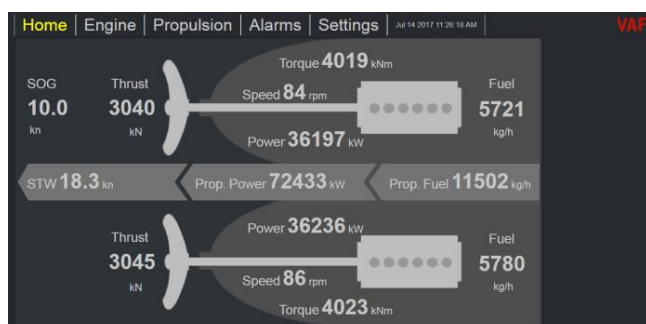 Home Engine Propulsion Alarms Settings Jul 14 2017 11:26:18 AM VAF
Torque 4019 kNm
SOG Thrust Speed 84 rpm Fuel
10.0 3040 5721
kn kN Power 36197 kW kg/h
STW 18.3 kn Prop. Power 72433 kW Prop. Fuel 11502 kg/h
Power 36236 kW
Thrust Fuel
3045 5780
kN Speed 86 rpm kg/h
Torque 4023 kNm